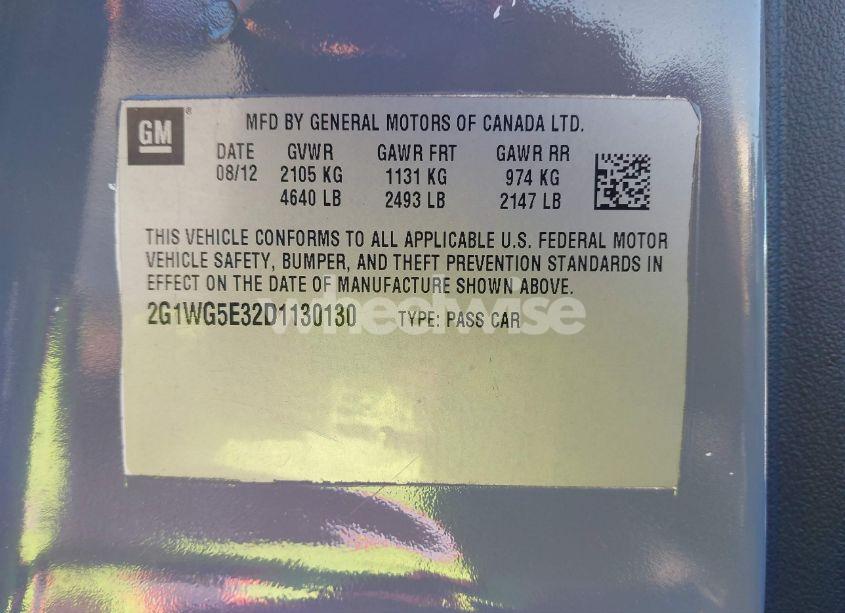 GM ®
MFD BY GENERAL MOTORS OF CANADA LTD.
DATE GVWR GAWR FRT GAWR RR
08/12 2105 KG 1131 KG 974 KG
4640 LB 2493 LB 2147 LB
THIS VEHICLE CONFORMS TO ALL APPLICABLE U.S. FEDERAL MOTOR
VEHICLE SAFETY, BUMPER, AND THEFT PREVENTION STANDARDS IN
EFFECT ON THE DATE OF MANUFACTURE SHOWN ABOVE.
2G1WG5E32D1130130 TYPE: PASS CAR
wheelwise